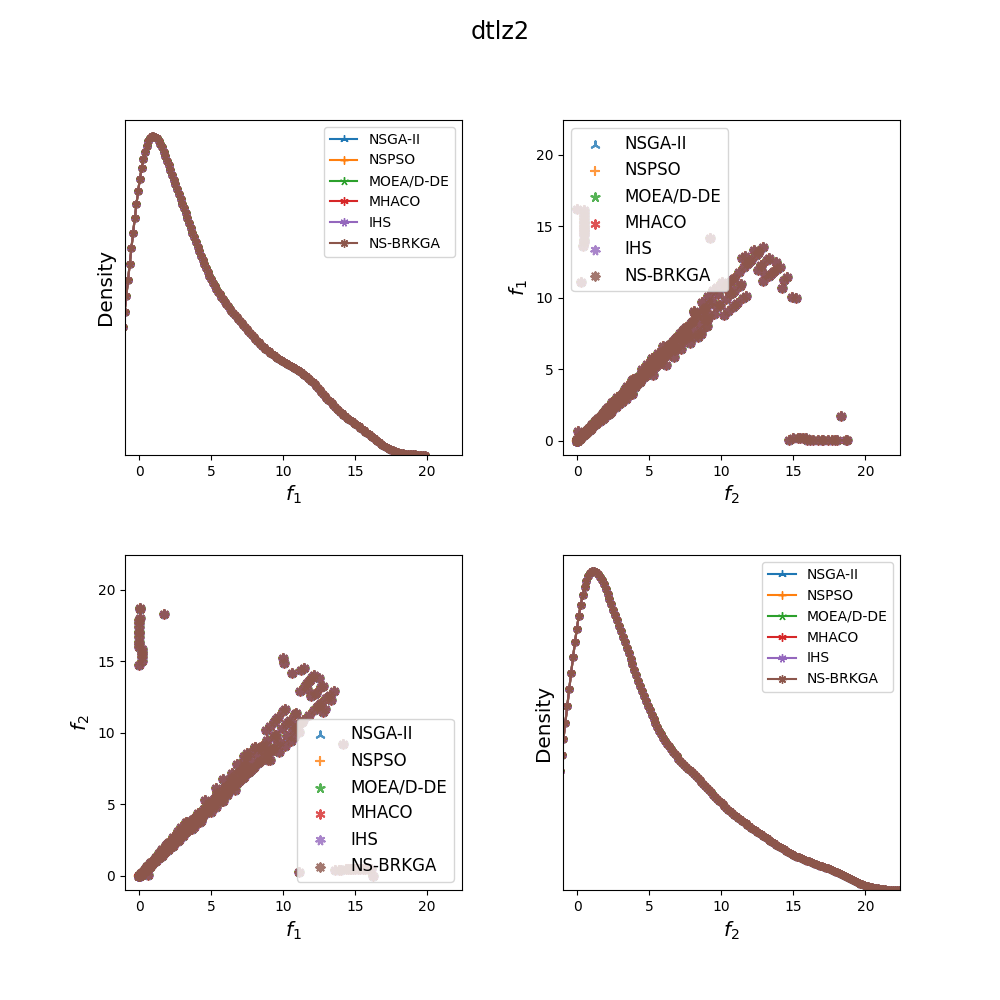 dtlz2
Density
NSGA-II
NSPSO
MOEA/D-DE
MHACO
IHS
NS-BRKGA
0 5 10 15 20
f1
f1
20
15
10
5
0
NSGA-II
NSPSO
MOEA/D-DE
MHACO
IHS
NS-BRKGA
0 5 10 15 20
f2
f2
20
15
10
5
0
NSGA-II
NSPSO
MOEA/D-DE
MHACO
IHS
NS-BRKGA
0 5 10 15 20
f1
Density
NSGA-II
NSPSO
MOEA/D-DE
MHACO
IHS
NS-BRKGA
0 5 10 15 20
f2